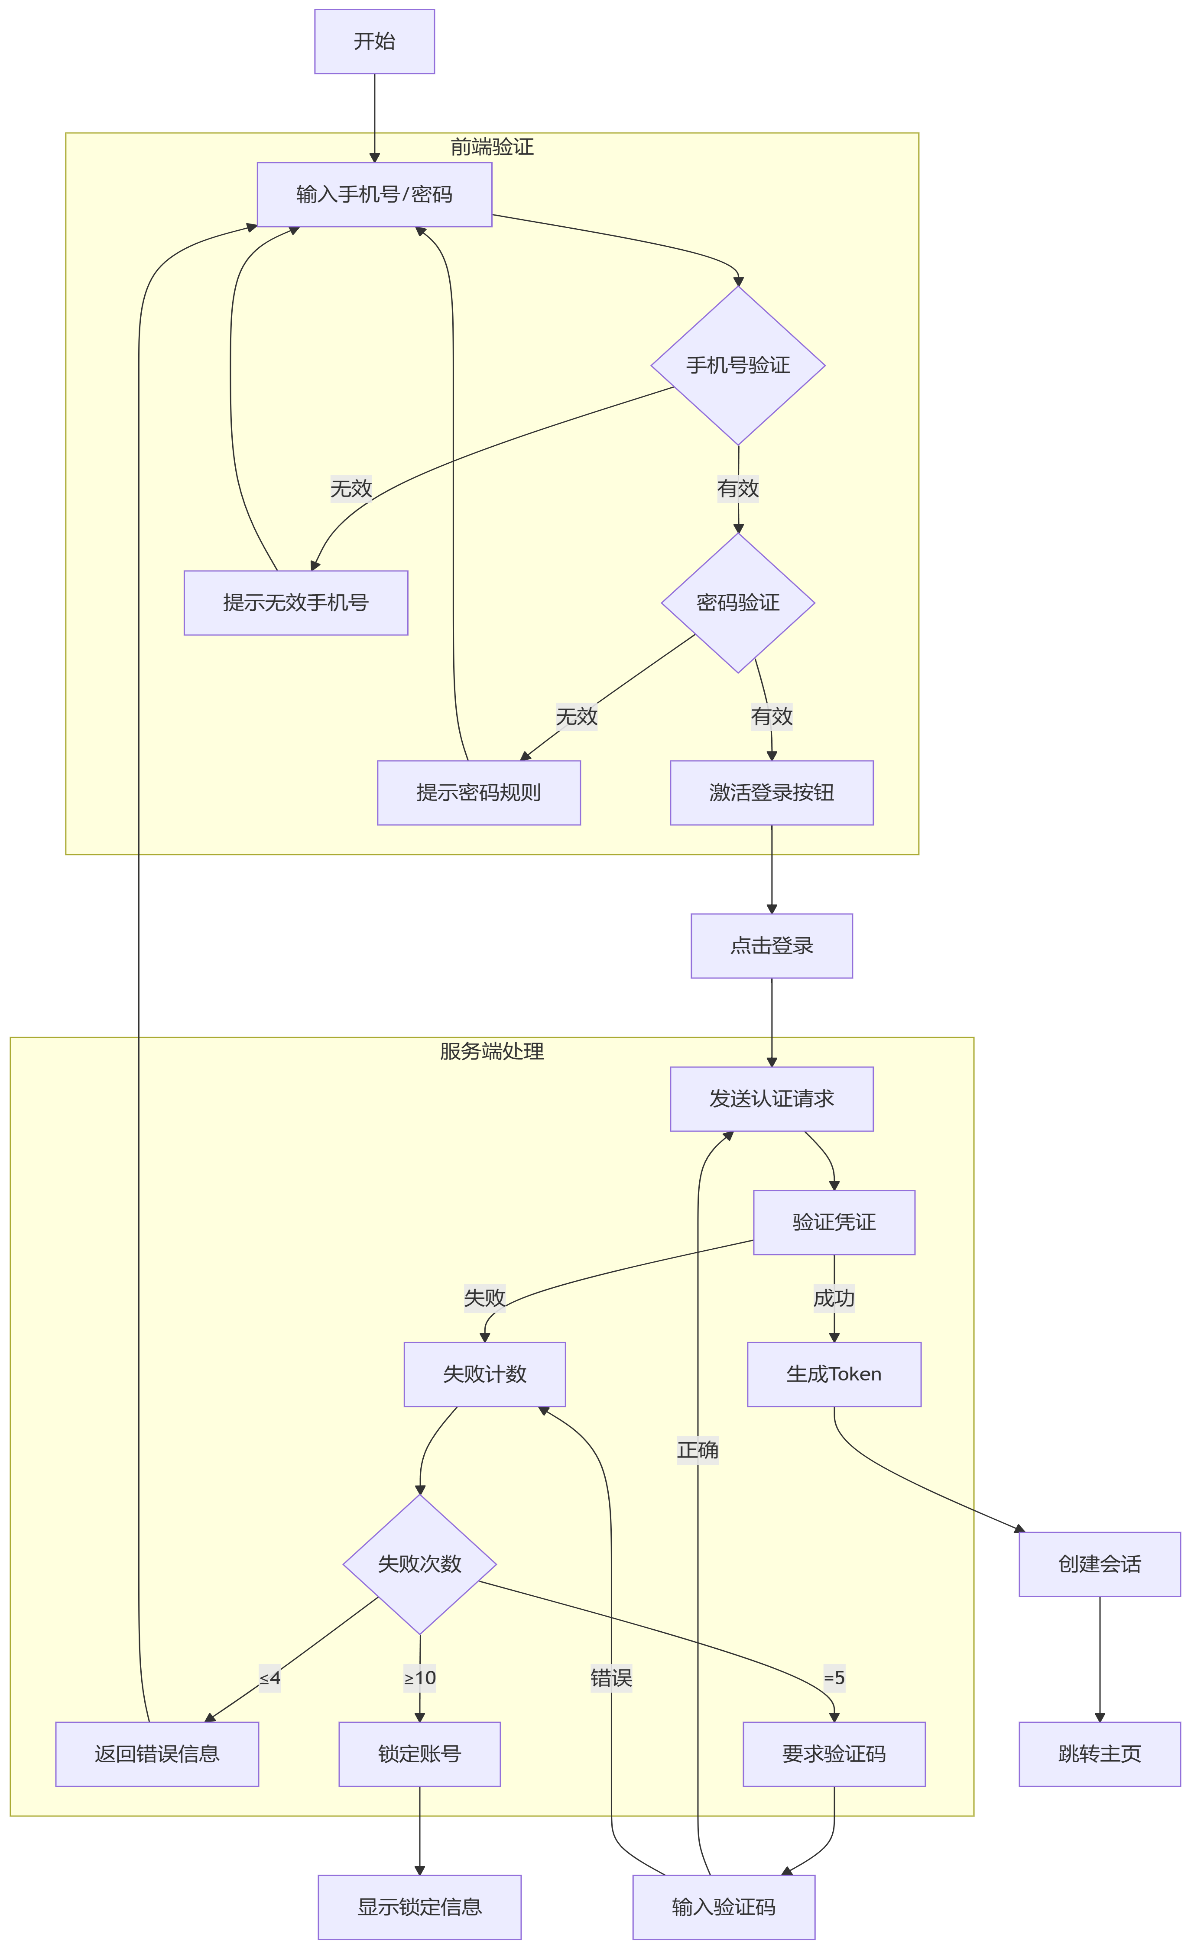 开始
前端验证
输入手机号/密码
手机号验证
无效
有效
提示无效手机号
密码验证
无效
有效
提示密码规则
激活登录按钮
点击登录
服务端处理
发送认证请求
验证凭证
失败
成功
失败计数
生成Token
正确
失败次数
创建会话
≤4
≥10
错误
=5
返回错误信息
锁定账号
要求验证码
跳转主页
显示锁定信息
输入验证码